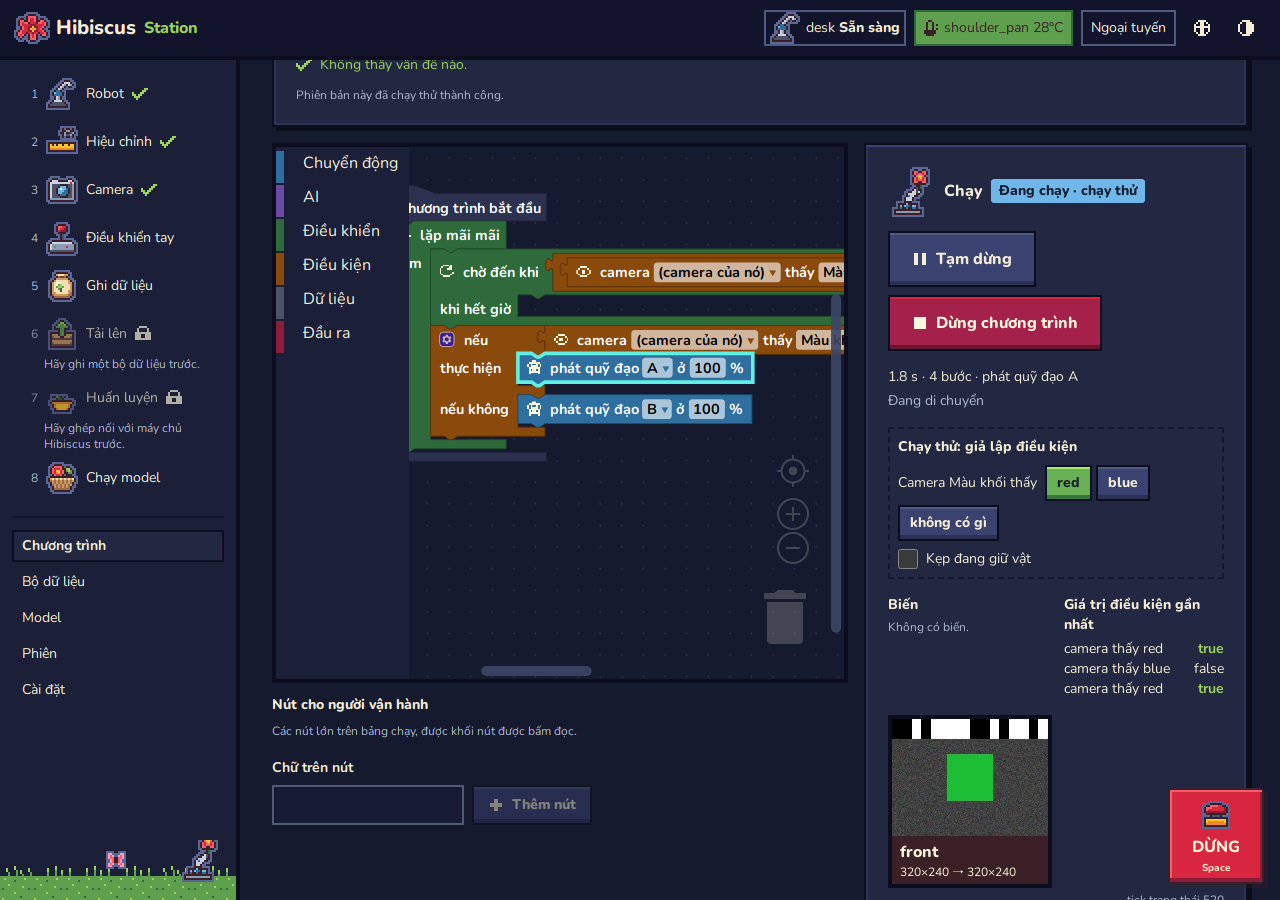 Hibiscus Station
desk Sẵn sàng
shoulder_pan 28°C
Ngoại tuyến
1 Robot
2 Hiệu chỉnh
3 Camera
4 Điều khiển tay
5 Ghi dữ liệu
6 Tải lên
Hãy ghi một bộ dữ liệu trước.
7 Huấn luyện
Hãy ghép nối với máy chủ
Hibiscus trước.
8 Chạy model
Chương trình
Bộ dữ liệu
Model
Phiên
Cài đặt
Không thấy vấn đề nào.
Phiên bản này đã chạy thử thành công.
Chuyển động
AI
Điều khiển
Điều kiện
Dữ liệu
Đầu ra
hương trình bắt đầu
lặp mãi mãi
m
chờ đến khi camera (camera của nó) ▾ thấy Mà
khi hết giờ
nếu camera (camera của nó) ▾ thấy Màu k
thực hiện phát quỹ đạo A ▾ ở 100 %
nếu không phát quỹ đạo B ▾ ở 100 %
Nút cho người vận hành
Các nút lớn trên bảng chạy, được khối nút được bấm đọc.
Chữ trên nút
Thêm nút
Chạy Đang chạy · chạy thử
Tạm dừng
Dừng chương trình
1.8 s · 4 bước · phát quỹ đạo A
Đang di chuyển
Chạy thử: giả lập điều kiện
Camera Màu khối thấy red blue
không có gì
Kẹp đang giữ vật
Biến
Không có biến.
Giá trị điều kiện gần
nhất
camera thấy red true
camera thấy blue false
camera thấy red true
front
320×240 → 320×240
DỪNG
Space
tick trạng thái 520